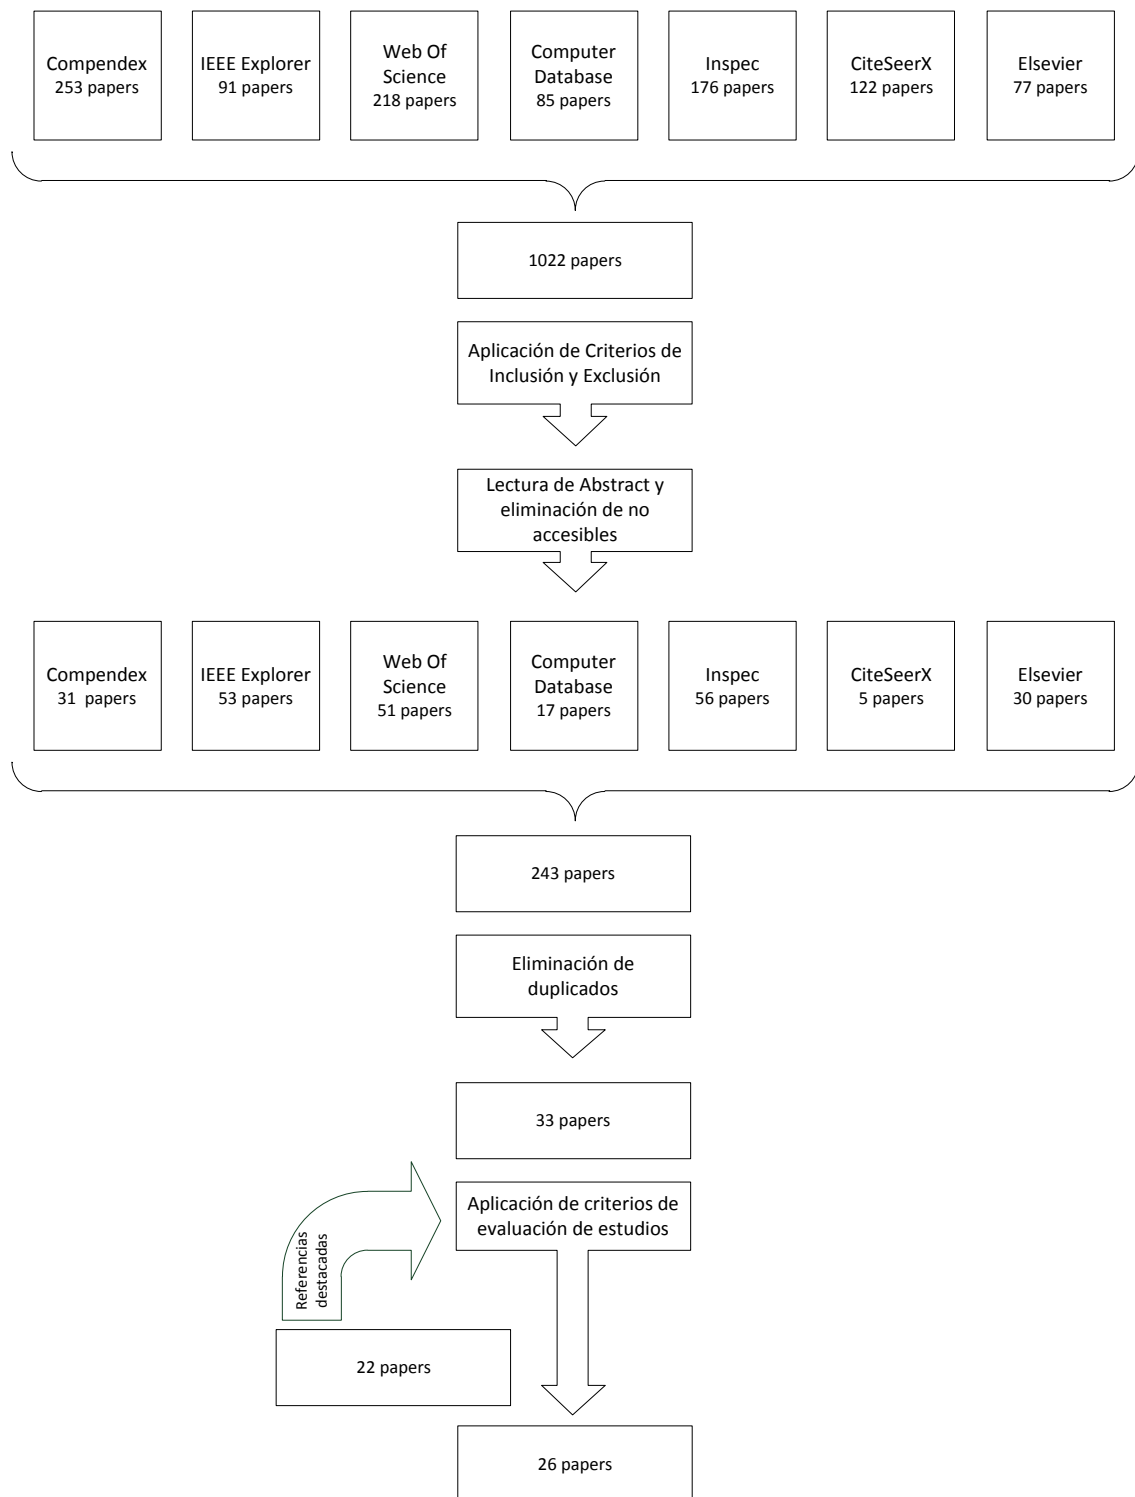 Compendex
253 papers
IEEE Explorer
91 papers
Web Of
Science
218 papers
Computer
Database
85 papers
Inspec
176 papers
CiteSeerX
122 papers
Elsevier
77 papers
1022 papers
Aplicación de Criterios de
Inclusión y Exclusión
Lectura de Abstract y
eliminación de no
accesibles
Compendex
31 papers
IEEE Explorer
53 papers
Web Of
Science
51 papers
Computer
Database
17 papers
Inspec
56 papers
CiteSeerX
5 papers
Elsevier
30 papers
243 papers
Eliminación de
duplicados
33 papers
Aplicación de criterios de
evaluación de estudios
Referencias
destacadas
22 papers
26 papers